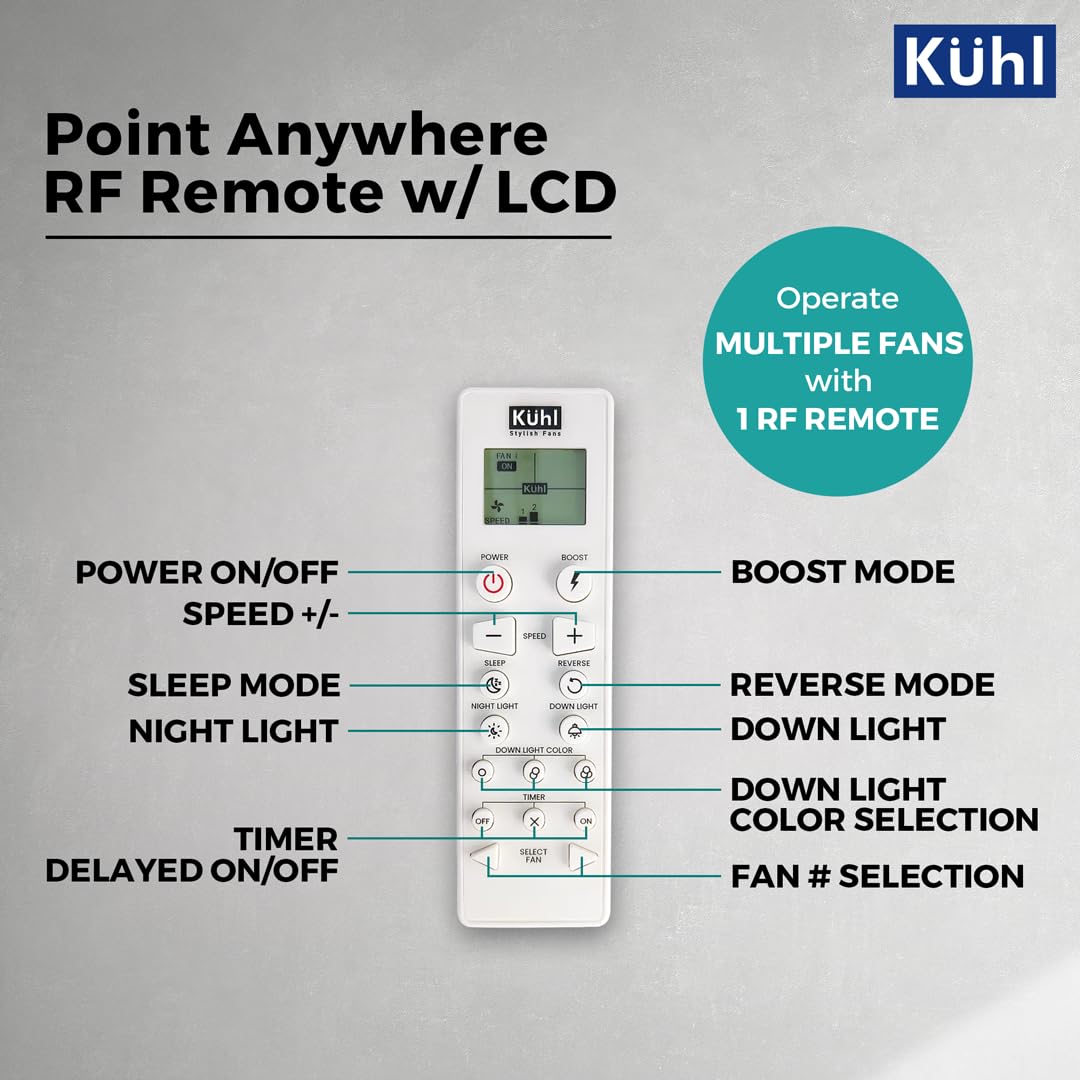 Kühl
Point Anywhere
RF Remote w/ LCD
Operate
MULTIPLE FANS
with
1 RF REMOTE
Kühl
Stylish Fans
FAN 1
ON
Kühl
1 2
SPEED
POWER BOOST
POWER ON/OFF
BOOST MODE
SPEED +/-
− SPEED +
SLEEP REVERSE
SLEEP MODE
REVERSE MODE
NIGHT LIGHT DOWN LIGHT
NIGHT LIGHT
DOWN LIGHT
DOWN LIGHT COLOR
DOWN LIGHT
COLOR SELECTION
TIMER
OFF X ON
TIMER
DELAYED ON/OFF
SELECT
FAN
FAN # SELECTION